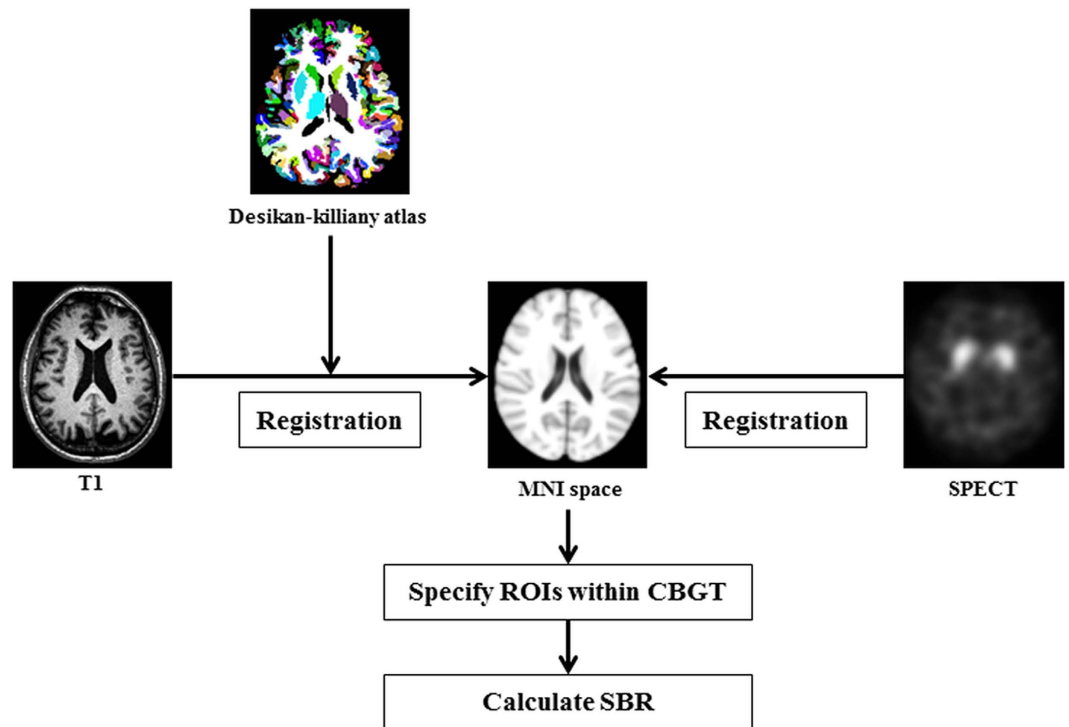 Desikan-killiany atlas
Registration
Registration
T1
MNI space
SPECT
Specify ROIs within CBGT
Calculate SBR